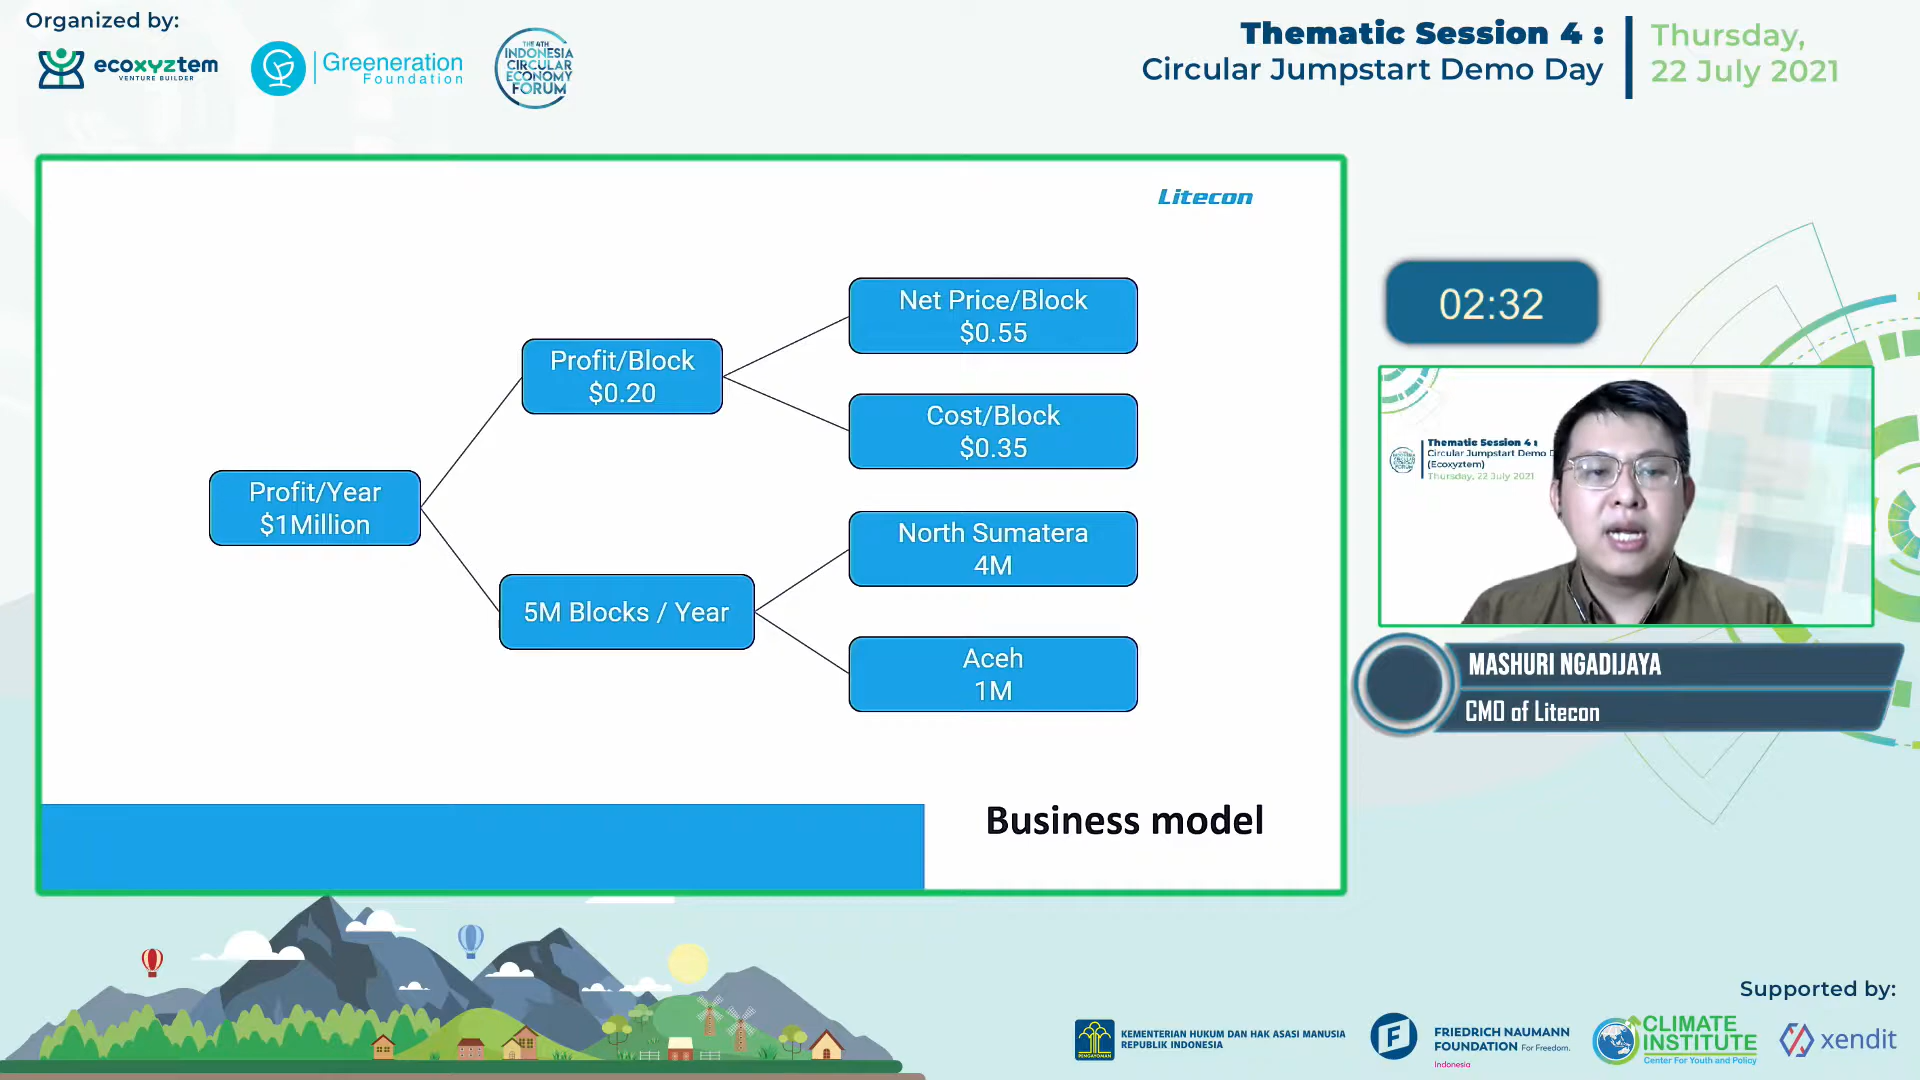 Organized by:
ecoxyztem
VENTURE BUILDER
Greeneration
Foundation
THE 4TH
INDONESIA
CIRCULAR
ECONOMY
FORUM
Thematic Session 4 :
Circular Jumpstart Demo Day
Thursday,
22 July 2021
Litecon
Net Price/Block
$0.55
Profit/Block
$0.20
Cost/Block
$0.35
Profit/Year
$1Million
North Sumatera
4M
5M Blocks / Year
Aceh
1M
Business model
02:32
Thematic Session 4 :
Circular Jumpstart Demo D
(Ecoxyztem)
Thursday, 22 July 2021
MASHURI NGADIJAYA
CMO of Litecon
Supported by:
PENGAYOMAN
KEMENTERIAN HUKUM DAN HAK ASASI MANUSIA
REPUBLIK INDONESIA
FRIEDRICH NAUMANN
FOUNDATION For Freedom.
Indonesia
CLIMATE
INSTITUTE
Center For Youth and Policy
xendit